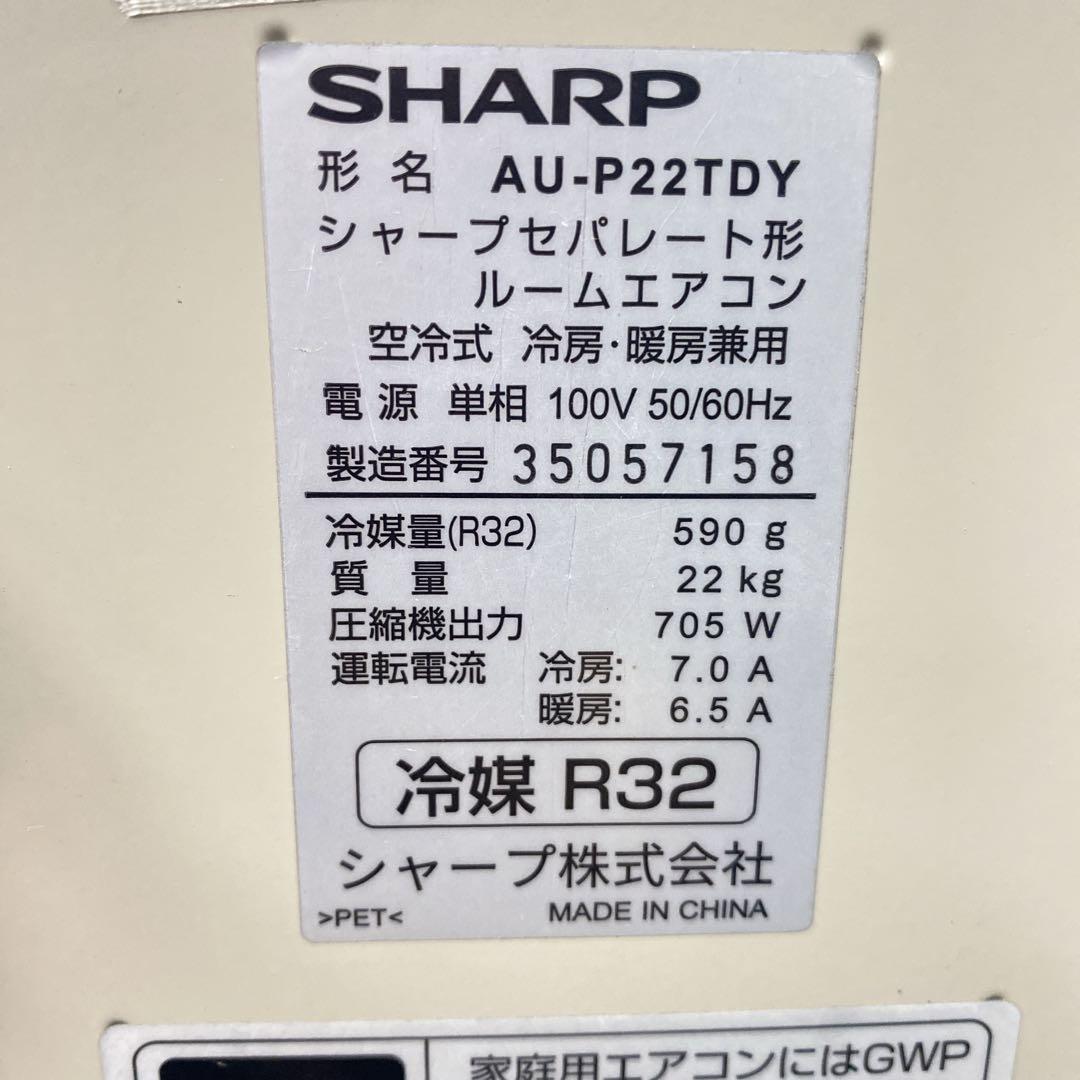 SHARP
形名 AU-P22TDY
シャープセパレート形
ルームエアコン
空冷式 冷房・暖房兼用
電源 単相 100V 50/60Hz
製造番号 35057158
冷媒量(R32) 590 g
質量 22 kg
圧縮機出力 705 W
運転電流 冷房: 7.0 A
暖房: 6.5 A
冷媒 R32
シャープ株式会社
>PET< MADE IN CHINA
家庭用エアコンにはGWP